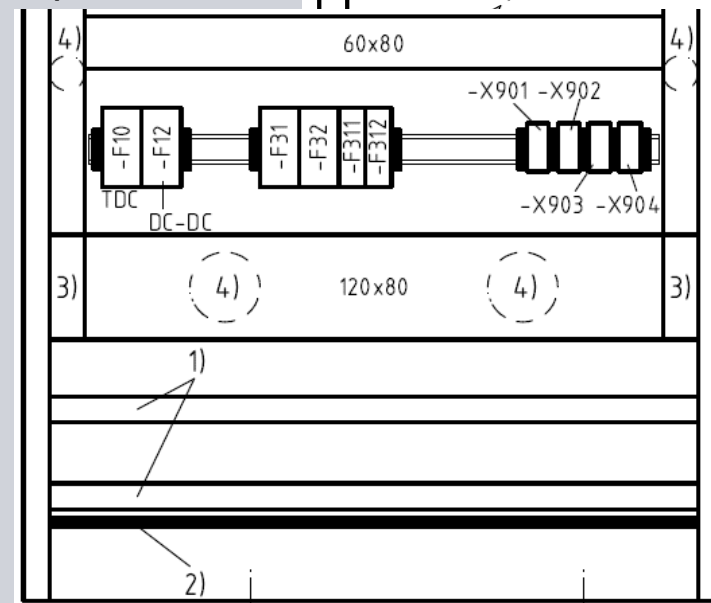 4)
60x80
4)
-X901 -X902
-F10
-F12
-F31
-F32
-F311
-F312
TDC
DC-DC
-X903 -X904
3)
4)
120x80
4)
3)
1)
2)